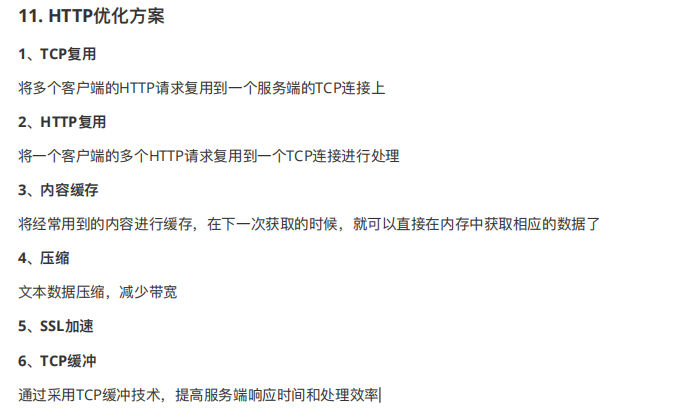 11. HTTP优化方案
1、TCP复用
将多个客户端的HTTP请求复用到一个服务端的TCP连接上
2、HTTP复用
将一个客户端的多个HTTP请求复用到一个TCP连接进行处理
3、内容缓存
将经常用到的内容进行缓存，在下一次获取的时候，就可以直接在内存中获取相应的数据了
4、压缩
文本数据压缩，减少带宽
5、SSL加速
6、TCP缓冲
通过采用TCP缓冲技术，提高服务端响应时间和处理效率